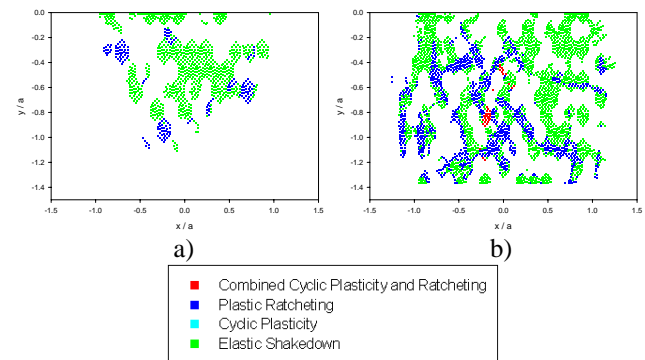 0.0
-0.2
-0.4
-0.6
-0.8
-1.0
-1.2
-1.4
y / a
-1.5 -1.0 -0.5 0.0 0.5 1.0 1.5
x / a
a)
0.0
-0.2
-0.4
-0.6
-0.8
-1.0
-1.2
-1.4
y / a
-1.5 -1.0 -0.5 0.0 0.5 1.0 1.5
x / a
b)
Combined Cyclic Plasticity and Ratcheting
Plastic Ratcheting
Cyclic Plasticity
Elastic Shakedown